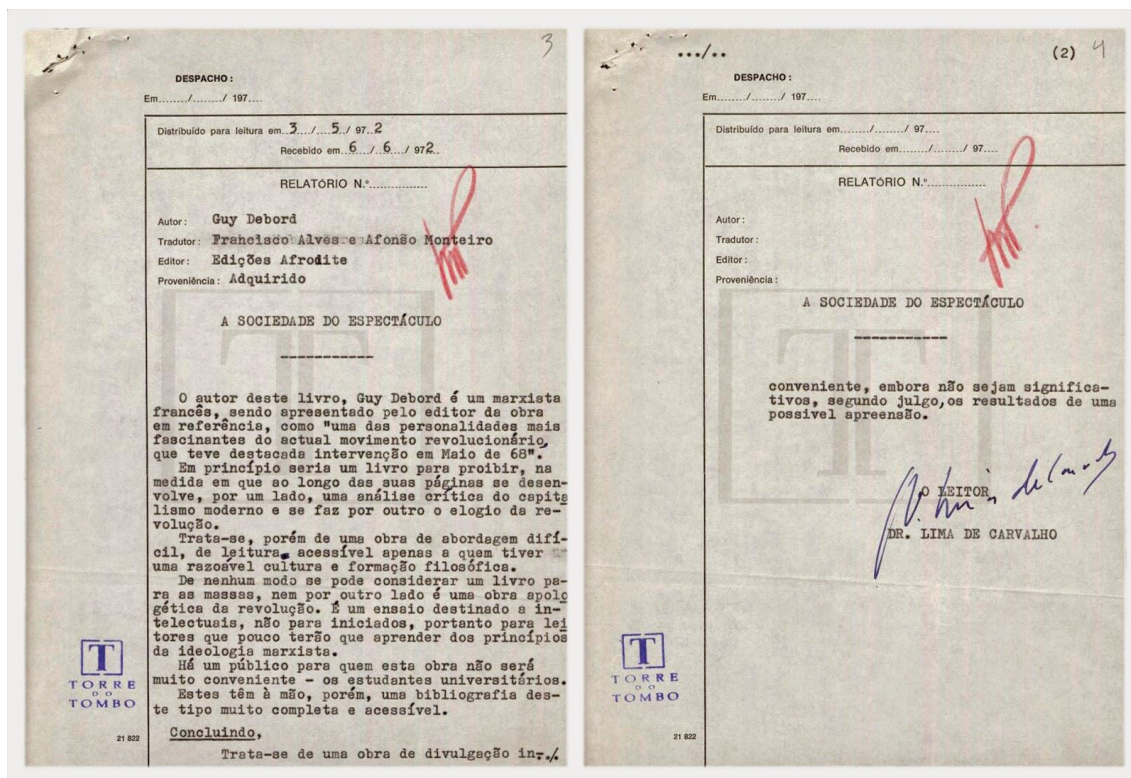 3
DESPACHO:
Em......../......../ 197....
Distribuído para leitura em..3.../...5../ 97..2
Recebido em..6.../..6.../ 972
RELATÓRIO N.º................
Autor: Guy Debord
Tradutor: Francisco Alves e Afonso Monteiro
Editor: Edições Afrodite
Proveniência: Adquirido
A SOCIEDADE DO ESPECTÁCULO
-----------
O autor deste livro, Guy Debord é um marxista
francês, sendo apresentado pelo editor da obra
em referência, como "uma das personalidades mais
fascinantes do actual movimento revolucionário,
que teve destacada intervenção em Maio de 68".
Em princípio seria um livro para proibir, na
medida em que ao longo das suas páginas se desen-
volve, por um lado, uma análise crítica do capita
lismo moderno e se faz por outro o elogio da re-
volução.
Trata-se, porém de uma obra de abordagem difí-
cil, de leitura acessível apenas a quem tiver
uma razoável cultura e formação filosófica.
De nenhum modo se pode considerar um livro pa-
ra as massas, nem por outro lado é uma obra apolo
gética da revolução. É um ensaio destinado a in-
telectuais, não para iniciados, portanto para lei
tores que pouco terão que aprender dos princípios
da ideologia marxista.
Há um público para quem esta obra não será
muito conveniente - os estudantes universitários.
Estes têm à mão, porém, uma bibliografia des-
te tipo muito completa e acessível.
Concluindo,
Trata-se de uma obra de divulgação in-./
T
TORRE
DO
TOMBO
21 822
.../..
(2) 4
DESPACHO:
Em......../......../ 197....
Distribuído para leitura em......../......../ 97....
Recebido em......../......../ 97....
RELATÓRIO N.º................
Autor:
Tradutor:
Editor:
Proveniência:
A SOCIEDADE DO ESPECTÁCULO
-----------
conveniente, embora não sejam significa-
tivos, segundo julgo,os resultados de uma
possivel apreensão.
O LEITOR
DR. LIMA DE CARVALHO
T
TORRE
DO
TOMBO
21 822